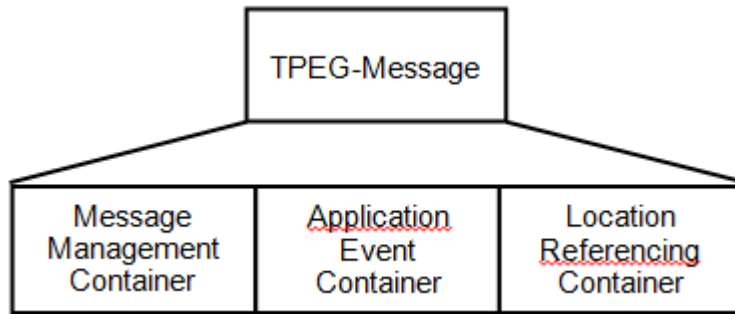 TPEG-Message
Message
Management
Container
Application
Event
Container
Location
Referencing
Container